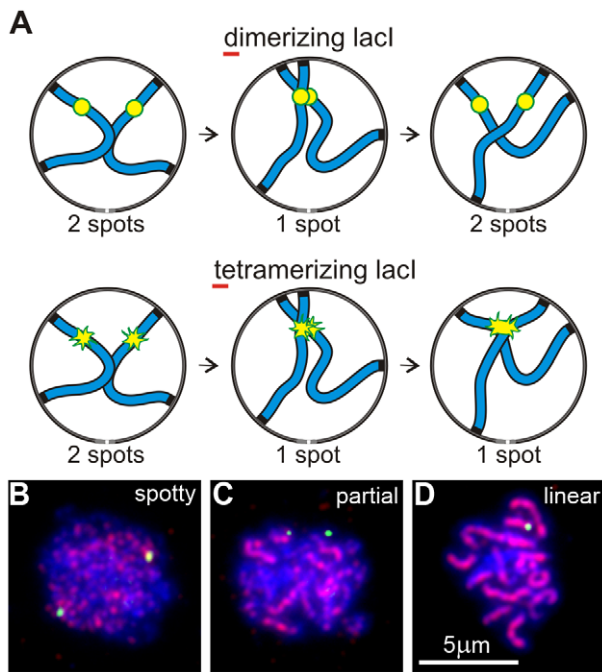 A
dimerizing lacI
2 spots
1 spot
2 spots
tetramerizing lacI
2 spots
1 spot
1 spot
B
spotty
C
partial
D
linear
5μm